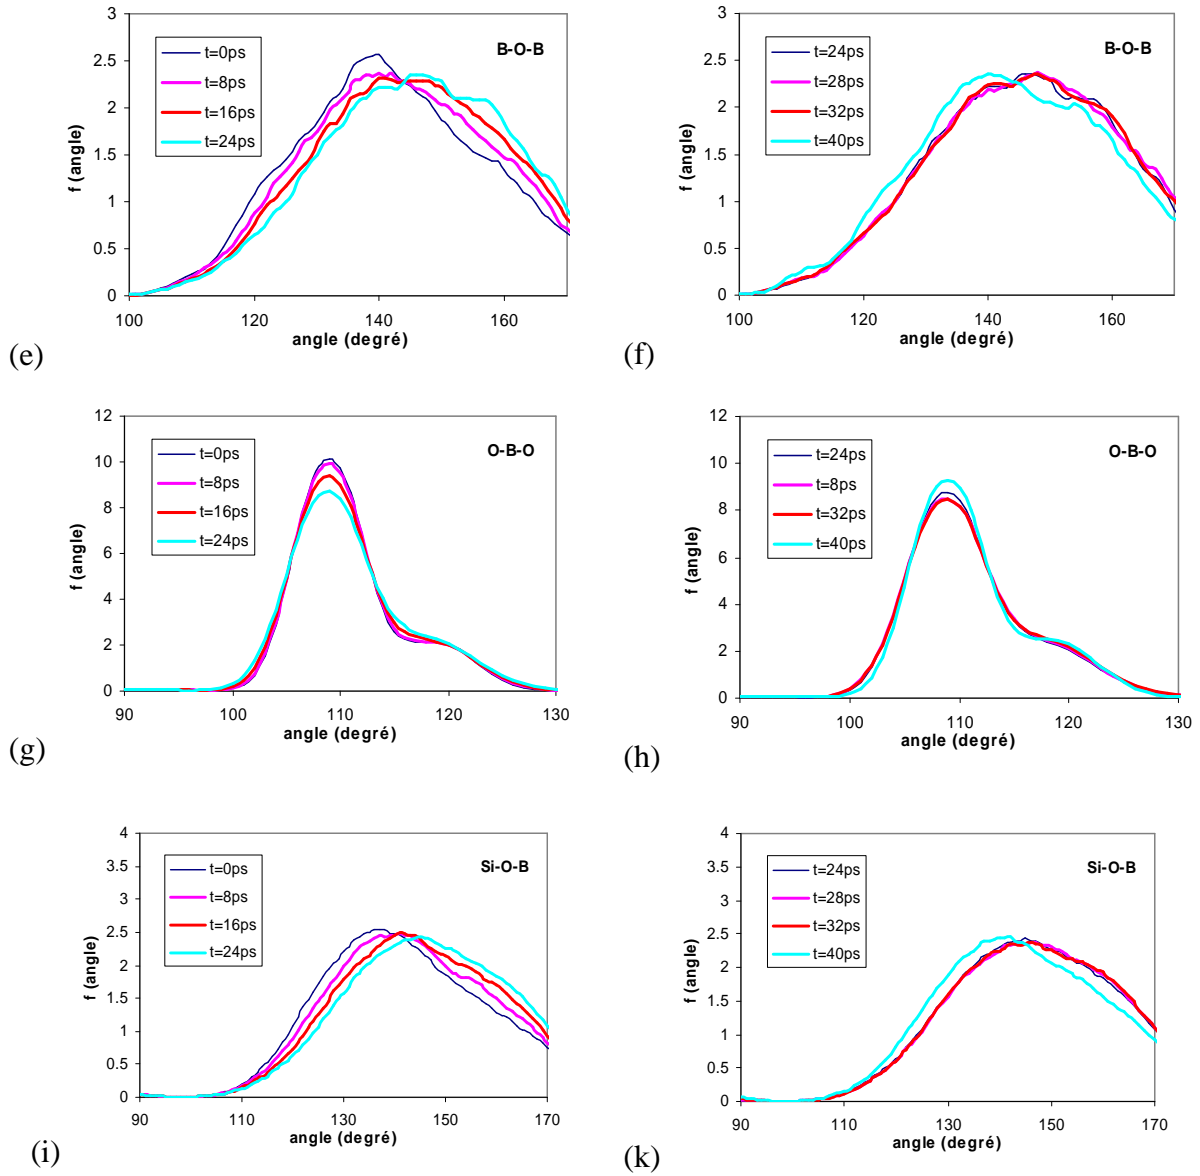 3
2.5
2
1.5
1
0.5
0
f (angle)
t=0ps
t=8ps
t=16ps
t=24ps
B-O-B
100 120 140 160
angle (degré)
(e)
3
2.5
2
1.5
1
0.5
0
f (angle)
t=24ps
t=28ps
t=32ps
t=40ps
B-O-B
100 120 140 160
angle (degré)
(f)
12
10
8
6
4
2
0
f (angle)
t=0ps
t=8ps
t=16ps
t=24ps
O-B-O
90 100 110 120 130
angle (degré)
(g)
12
10
8
6
4
2
0
f (angle)
t=24ps
t=8ps
t=32ps
t=40ps
O-B-O
90 100 110 120 130
angle (degré)
(h)
4
3.5
3
2.5
2
1.5
1
0.5
0
f (angle)
t=0ps
t=8ps
t=16ps
t=24ps
Si-O-B
90 110 130 150 170
angle (degré)
(i)
4
3.5
3
2.5
2
1.5
1
0.5
0
f (angle)
t=24ps
t=28ps
t=32ps
t=40ps
Si-O-B
90 110 130 150 170
angle (degré)
(k)